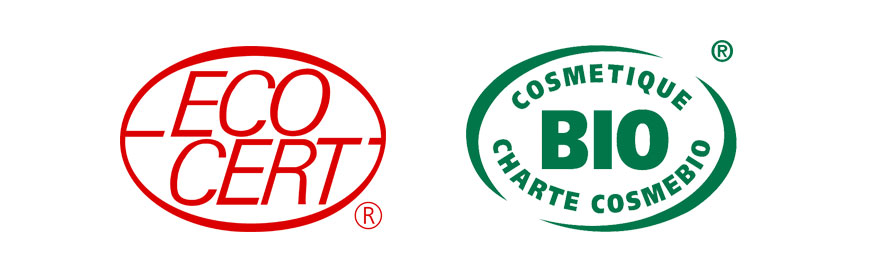 ECO
CERT
®
®
COSMETIQUE
BIO
CHARTE COSMEBIO